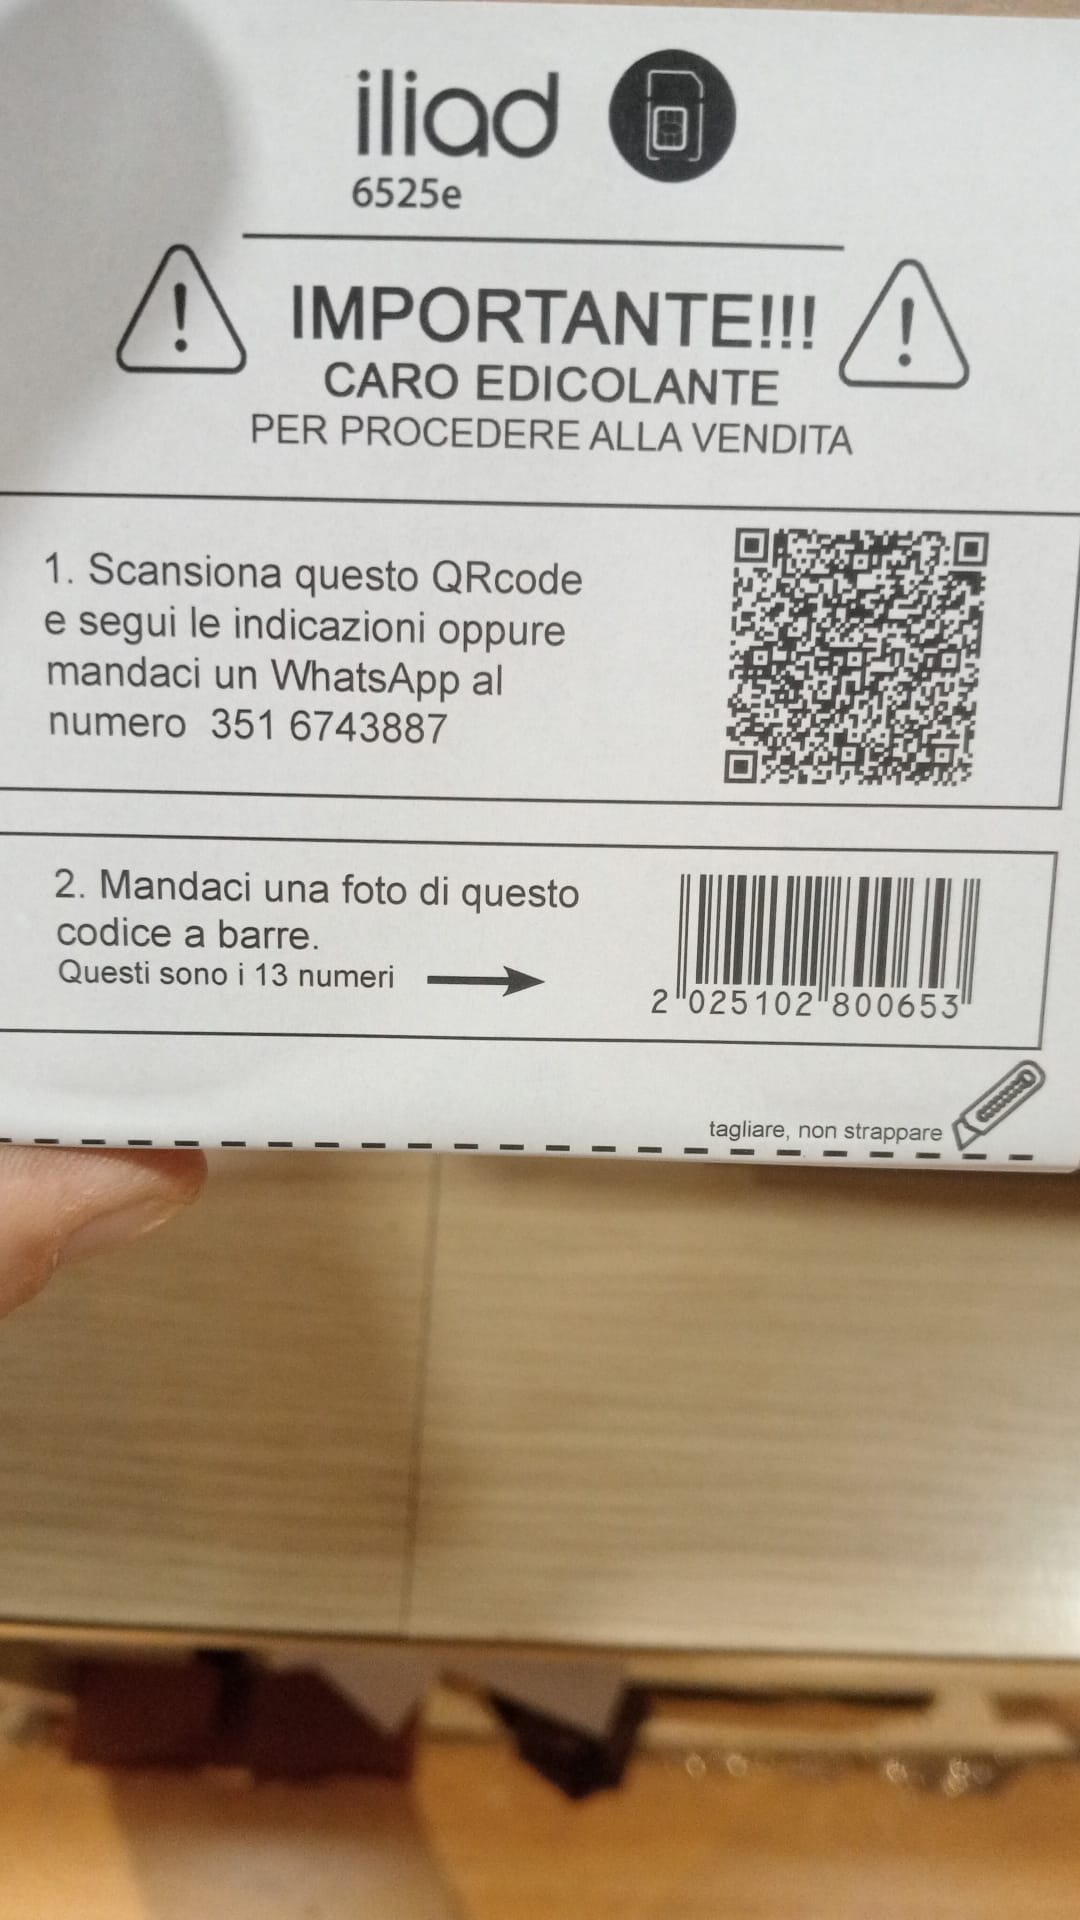 iliad
6525e
IMPORTANTE!!!
CARO EDICOLANTE
PER PROCEDERE ALLA VENDITA
1. Scansiona questo QRcode
e segui le indicazioni oppure
mandaci un WhatsApp al
numero 351 6743887
2. Mandaci una foto di questo
codice a barre.
Questi sono i 13 numeri
2 025102 800653
tagliare, non strappare